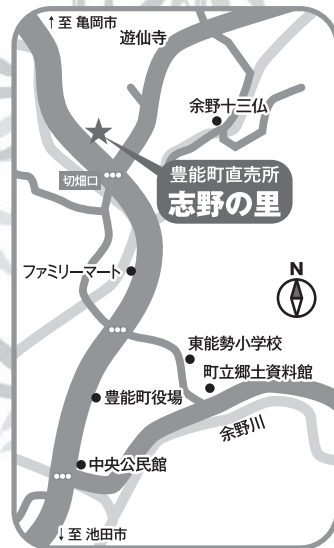 ↑至 亀岡市
遊仙寺
余野十三仏
切畑口
豊能町直売所
志野の里
ファミリーマート
N
東能勢小学校
町立郷土資料館
豊能町役場
余野川
中央公民館
↓至 池田市